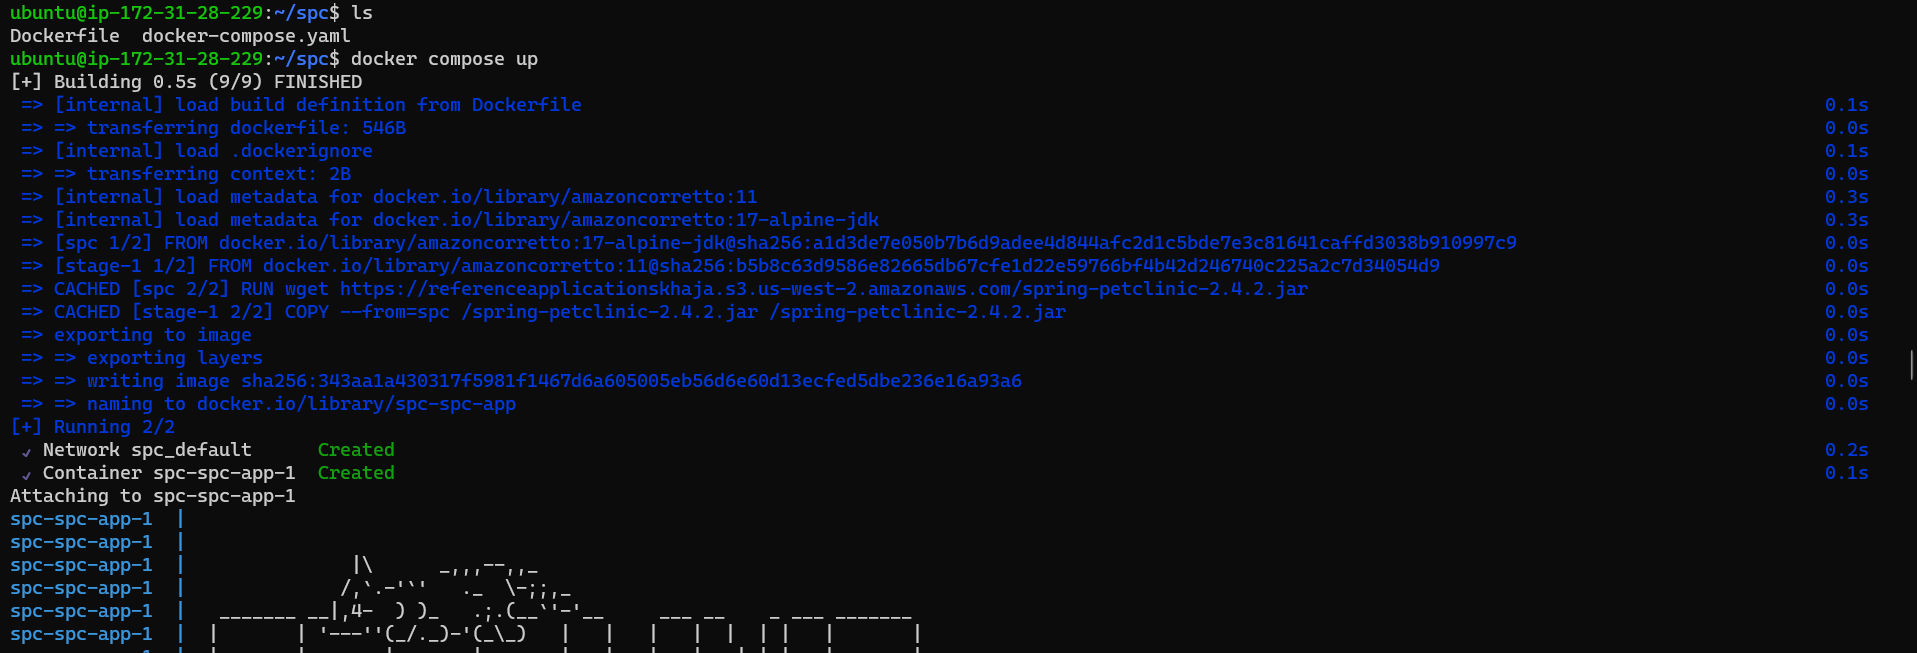 ubuntu@ip-172-31-28-229:~/spc$ ls
Dockerfile  docker-compose.yaml
ubuntu@ip-172-31-28-229:~/spc$ docker compose up
[+] Building 0.5s (9/9) FINISHED
 => [internal] load build definition from Dockerfile 0.1s
 => => transferring dockerfile: 546B 0.0s
 => [internal] load .dockerignore 0.1s
 => => transferring context: 2B 0.0s
 => [internal] load metadata for docker.io/library/amazoncorretto:11 0.3s
 => [internal] load metadata for docker.io/library/amazoncorretto:17-alpine-jdk 0.3s
 => [spc 1/2] FROM docker.io/library/amazoncorretto:17-alpine-jdk@sha256:a1d3de7e050b7b6d9adee4d844afc2d1c5bde7e3c81641caffd3038b910997c9 0.0s
 => [stage-1 1/2] FROM docker.io/library/amazoncorretto:11@sha256:b5b8c63d9586e82665db67cfe1d22e59766bf4b42d246740c225a2c7d34054d9 0.0s
 => CACHED [spc 2/2] RUN wget https://referenceapplicationskhaja.s3.us-west-2.amazonaws.com/spring-petclinic-2.4.2.jar 0.0s
 => CACHED [stage-1 2/2] COPY --from=spc /spring-petclinic-2.4.2.jar /spring-petclinic-2.4.2.jar 0.0s
 => exporting to image 0.0s
 => => exporting layers 0.0s
 => => writing image sha256:343aa1a430317f5981f1467d6a605005eb56d6e60d13ecfed5dbe236e16a93a6 0.0s
 => => naming to docker.io/library/spc-spc-app 0.0s
[+] Running 2/2
 ✓ Network spc_default      Created 0.2s
 ✓ Container spc-spc-app-1  Created 0.1s
Attaching to spc-spc-app-1
spc-spc-app-1  |
spc-spc-app-1  |
spc-spc-app-1  |               |\      _,,,--,,_
spc-spc-app-1  |              /,`.-'`'   ._  \-;;,_
spc-spc-app-1  |   _______ __|,4-  ) )_   .;.(__`'-'__     ___ __    _ ___ _______
spc-spc-app-1  |  |       | '---''(_/._)-'(_\_)   |   |   |   |  |  | |   |       |